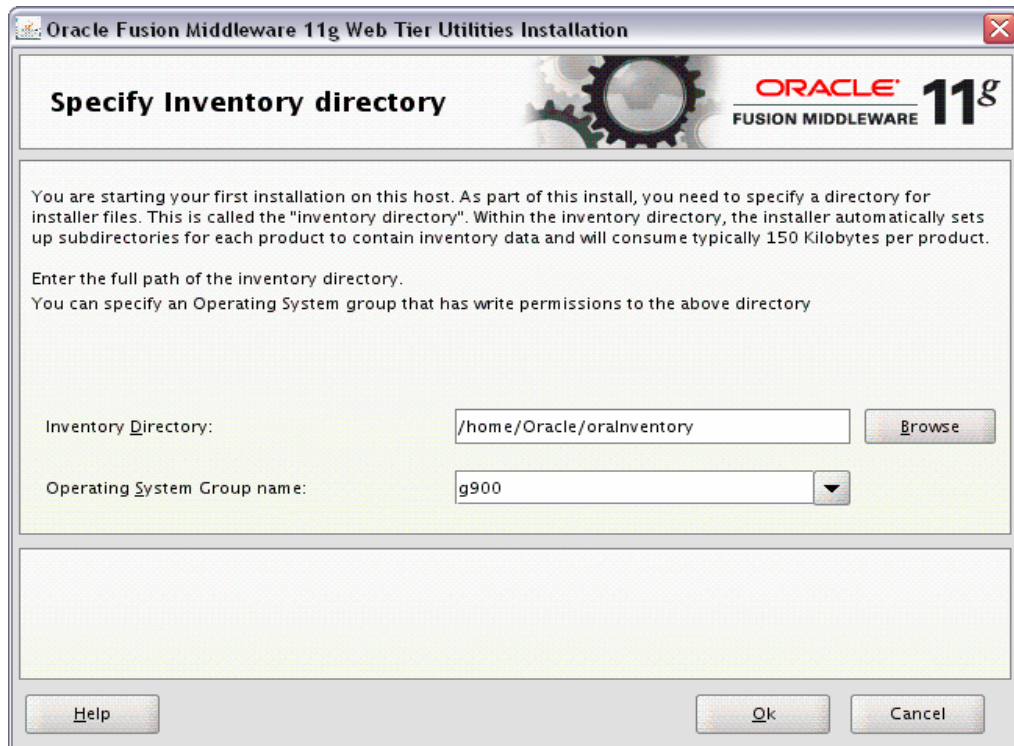 Oracle Fusion Middleware 11g Web Tier Utilities Installation
Specify Inventory directory
ORACLE
FUSION MIDDLEWARE 11g
You are starting your first installation on this host. As part of this install, you need to specify a directory for
installer files. This is called the "inventory directory". Within the inventory directory, the installer automatically sets
up subdirectories for each product to contain inventory data and will consume typically 150 Kilobytes per product.
Enter the full path of the inventory directory.
You can specify an Operating System group that has write permissions to the above directory
Inventory Directory: /home/Oracle/oraInventory Browse
Operating System Group name: g900
Help Ok Cancel